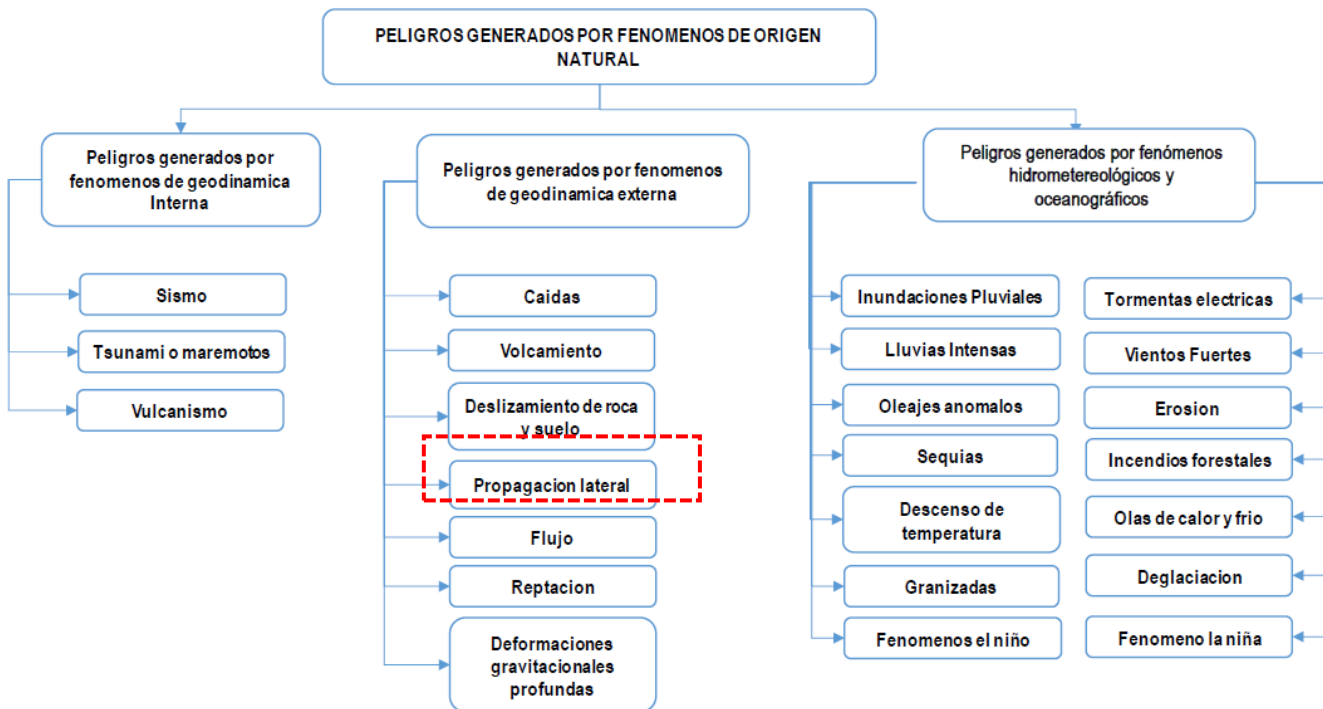 PELIGROS GENERADOS POR FENOMENOS DE ORIGEN
NATURAL
Peligros generados por
fenomenos de geodinamica
Interna
Sismo
Tsunami o maremotos
Vulcanismo
Peligros generados por fenomenos
de geodinamica externa
Caidas
Volcamiento
Deslizamiento de roca
y suelo
Propagacion lateral
Flujo
Reptacion
Deformaciones
gravitacionales
profundas
Peligros generados por fenómenos
hidrometereológicos y
oceanográficos
Inundaciones Pluviales
Lluvias Intensas
Oleajes anomalos
Sequias
Descenso de
temperatura
Granizadas
Fenomenos el niño
Tormentas electricas
Vientos Fuertes
Erosion
Incendios forestales
Olas de calor y frio
Deglaciacion
Fenomeno la niña